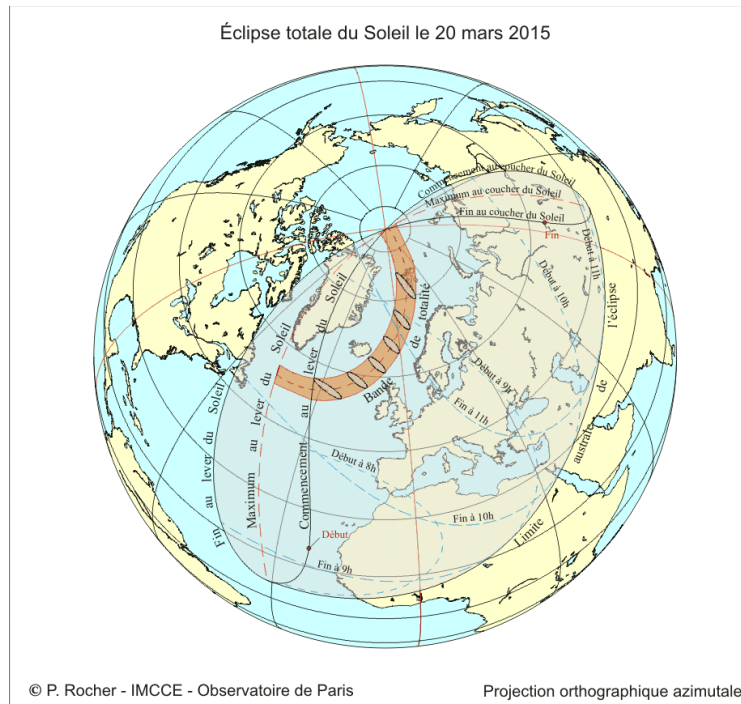 Éclipse totale du Soleil le 20 mars 2015
Commencement au coucher du Soleil
Maximum au coucher du Soleil
Fin au coucher du Soleil
Fin
Début à 11h
Début à 10h
l'éclipse
de
australe
Limite
Bande de totalité
Début à 9h
Fin à 11h
Début à 8h
Fin à 10h
Fin au lever du Soleil
Maximum au lever du Soleil
Commencement au lever du Soleil
Début
Fin à 9h
© P. Rocher - IMCCE - Observatoire de Paris
Projection orthographique azimutale